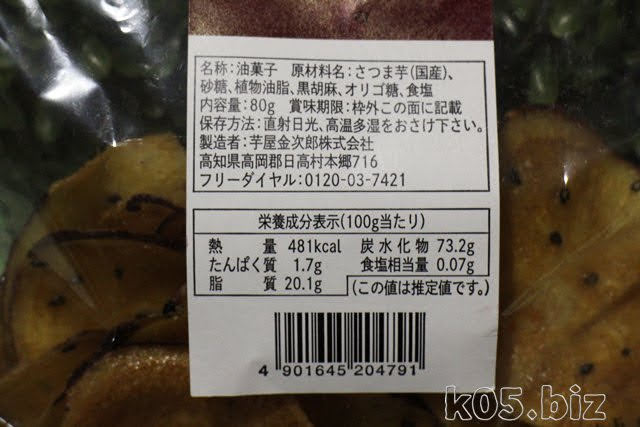 名称:油菓子 原材料名:さつま芋(国産)、
砂糖、植物油脂、黒胡麻、オリゴ糖、食塩
内容量:80g 賞味期限:枠外この面に記載
保存方法:直射日光、高温多湿をおさけ下さい。
製造者:芋屋金次郎株式会社
高知県高岡郡日高村本郷716
フリーダイヤル:0120-03-7421
栄養成分表示(100g当たり)
熱量 481kcal 炭水化物 73.2g
たんぱく質 1.7g 食塩相当量 0.07g
脂質 20.1g (この値は推定値です。)
4 901645 204791
k05.biz